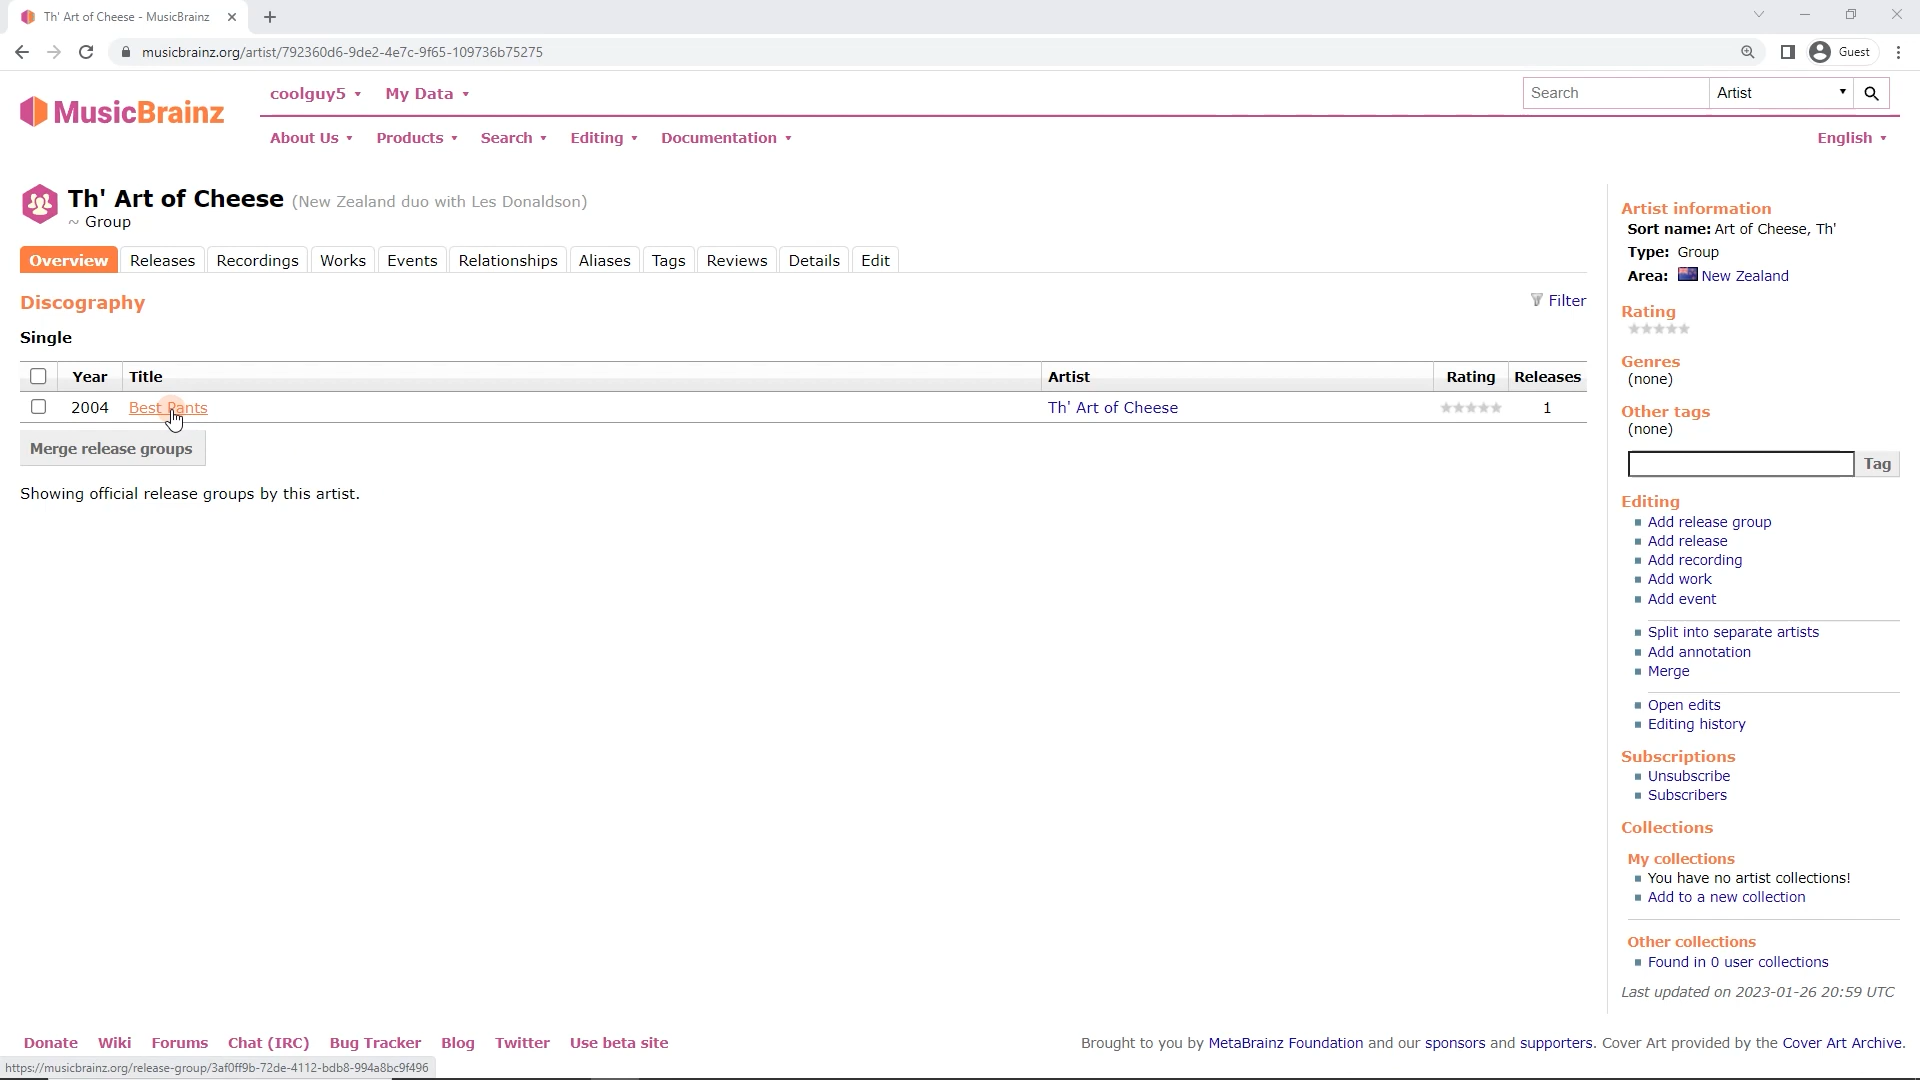 Th' Art of Cheese - MusicBrainz
musicbrainz.org/artist/792360d6-9de2-4e7c-9f65-109736b75275
Guest
MusicBrainz
coolguy5
My Data
Search
Artist
About Us
Products
Search
Editing
Documentation
English
Th' Art of Cheese (New Zealand duo with Les Donaldson)
~ Group
Overview
Releases
Recordings
Works
Events
Relationships
Aliases
Tags
Reviews
Details
Edit
Discography
Filter
Single
Year Title Artist Rating Releases
2004 Best Pants Th' Art of Cheese 1
Merge release groups
Showing official release groups by this artist.
Artist information
Sort name: Art of Cheese, Th'
Type: Group
Area: New Zealand
Rating
Genres
(none)
Other tags
(none)
Tag
Editing
Add release group
Add release
Add recording
Add work
Add event
Split into separate artists
Add annotation
Merge
Open edits
Editing history
Subscriptions
Unsubscribe
Subscribers
Collections
My collections
You have no artist collections!
Add to a new collection
Other collections
Found in 0 user collections
Last updated on 2023-01-26 20:59 UTC
Donate Wiki Forums Chat (IRC) Bug Tracker Blog Twitter Use beta site
Brought to you by MetaBrainz Foundation and our sponsors and supporters. Cover Art provided by the Cover Art Archive.
https://musicbrainz.org/release-group/3af0ff9b-72de-4112-bdb8-994a8bc9f496